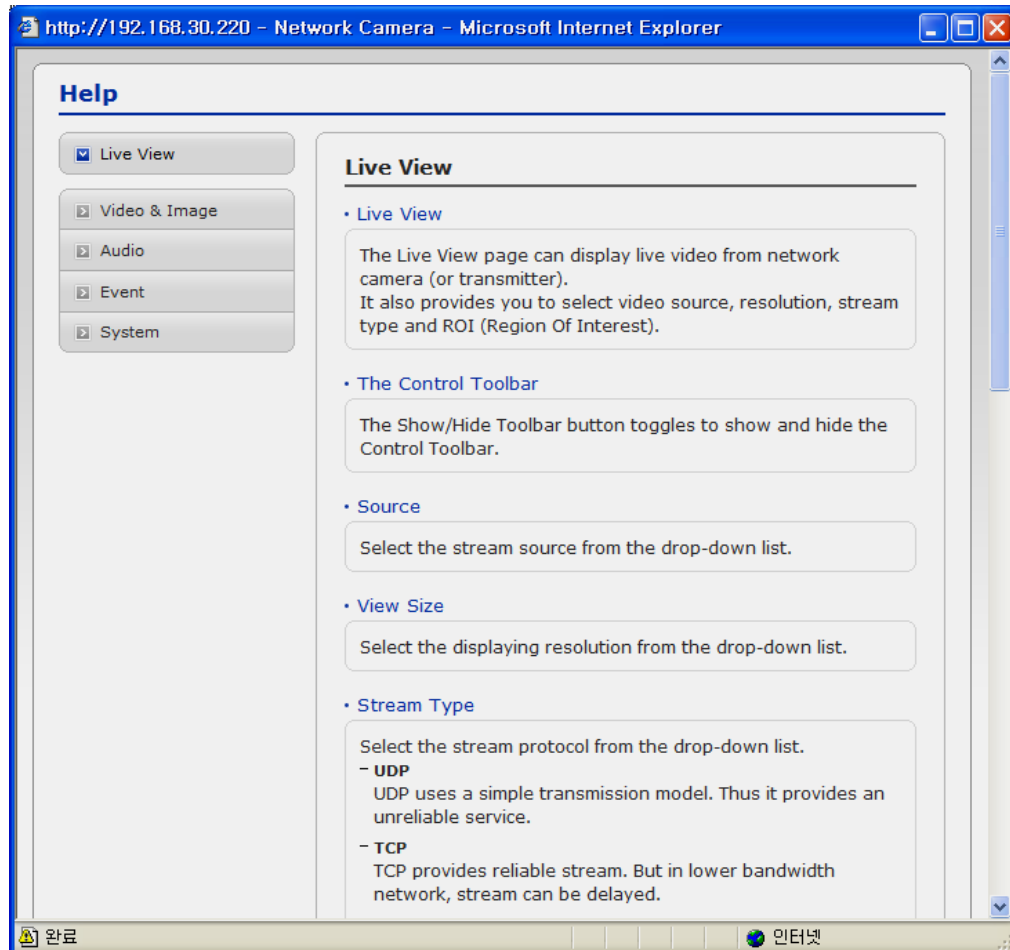 http://192.168.30.220 - Network Camera - Microsoft Internet Explorer
Help
Live View
Video & Image
Audio
Event
System
Live View
• Live View
The Live View page can display live video from network
camera (or transmitter).
It also provides you to select video source, resolution, stream
type and ROI (Region Of Interest).
• The Control Toolbar
The Show/Hide Toolbar button toggles to show and hide the
Control Toolbar.
• Source
Select the stream source from the drop-down list.
• View Size
Select the displaying resolution from the drop-down list.
• Stream Type
Select the stream protocol from the drop-down list.
- UDP
UDP uses a simple transmission model. Thus it provides an
unreliable service.
- TCP
TCP provides reliable stream. But in lower bandwidth
network, stream can be delayed.
완료
인터넷